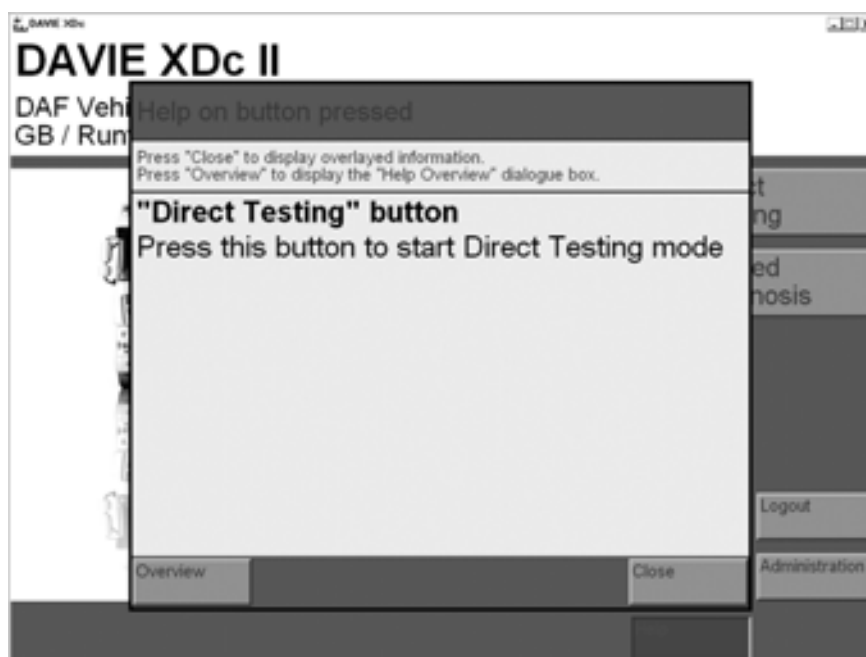 DAVIE XDc
DAVIE XDc II
DAF Vehi
GB / Run
Help on button pressed
Press "Close" to display overlayed information.
Press "Overview" to display the "Help Overview" dialogue box.
"Direct Testing" button
Press this button to start Direct Testing mode
t
ng
ed
nosis
Logout
Overview
Close
Administration